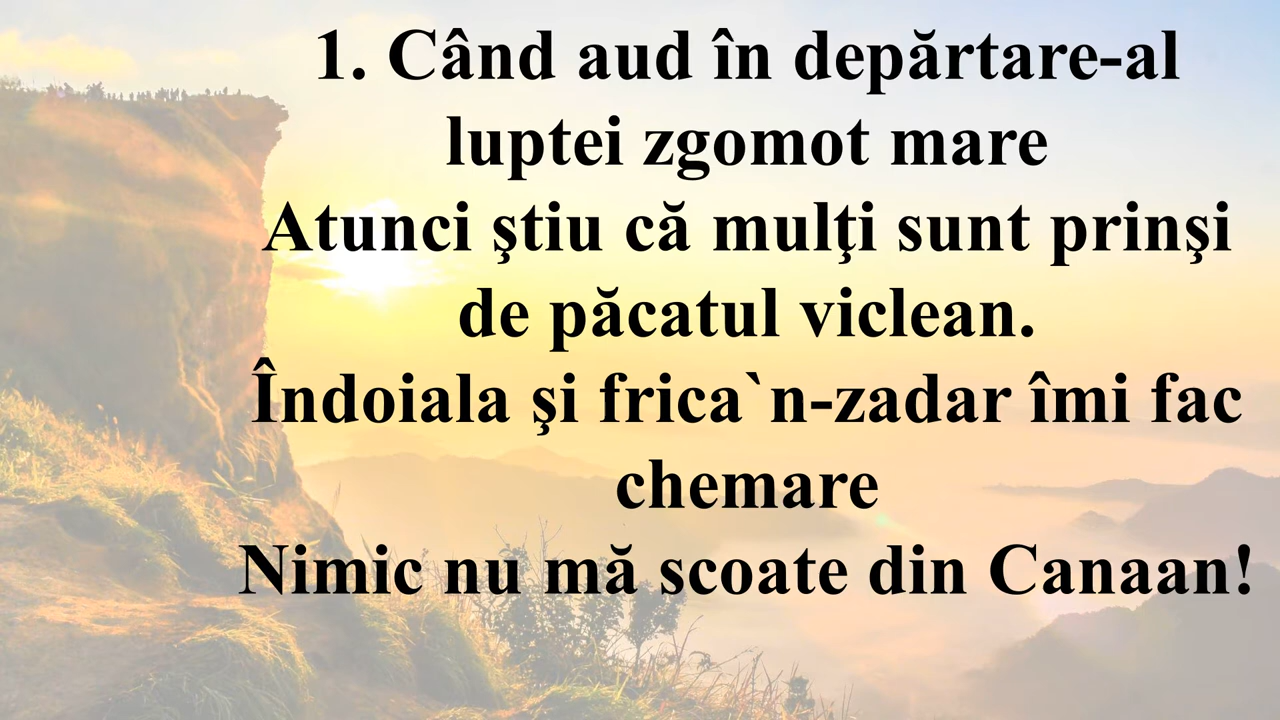 1. Când aud în depărtare-al
luptei zgomot mare
Atunci ştiu că mulţi sunt prinşi
de păcatul viclean.
Îndoiala şi frica`n-zadar îmi fac
chemare
Nimic nu mă scoate din Canaan!